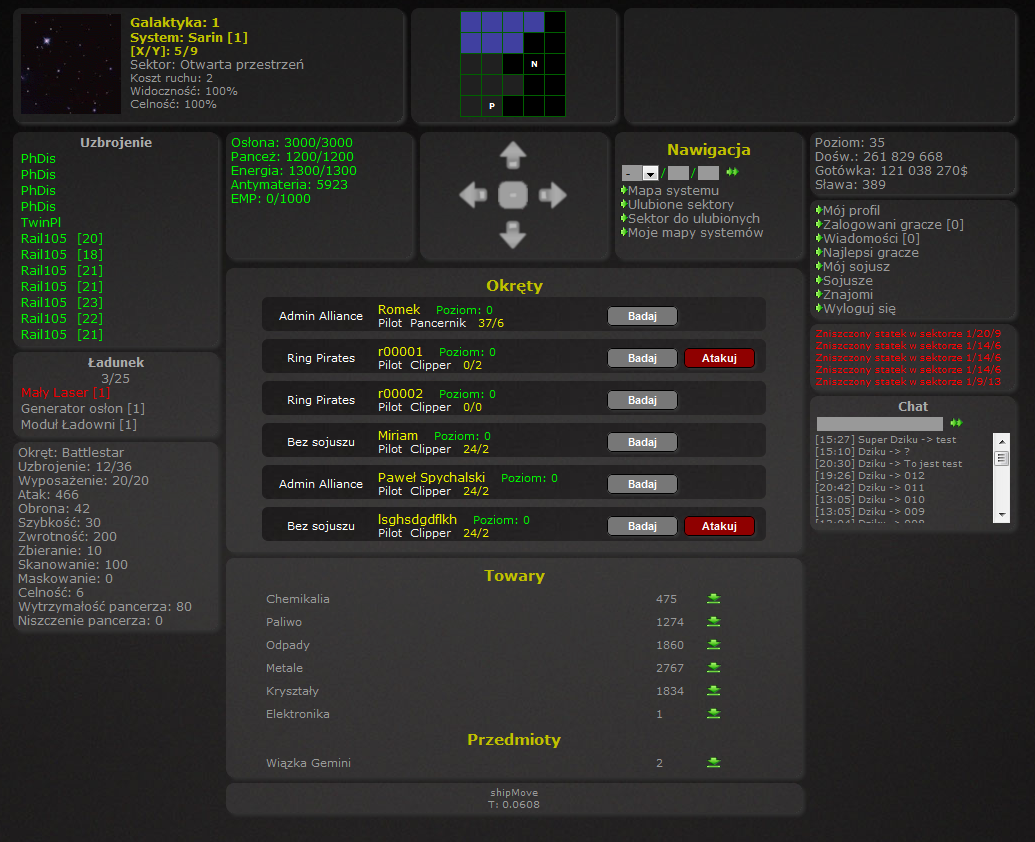 Galaktyka: 1
System: Sarin [1]
[X/Y]: 5/9
Sektor: Otwarta przestrzeń
Koszt ruchu: 2
Widoczność: 100%
Celność: 100%
N
P
Uzbrojenie
PhDis
PhDis
PhDis
PhDis
TwinPl
Rail105 [20]
Rail105 [18]
Rail105 [21]
Rail105 [21]
Rail105 [23]
Rail105 [22]
Rail105 [21]
Ładunek
3/25
Mały Laser [1]
Generator osłon [1]
Moduł Ładowni [1]
Okręt: Battlestar
Uzbrojenie: 12/36
Wyposażenie: 20/20
Atak: 466
Obrona: 42
Szybkość: 30
Zwrotność: 200
Zbieranie: 10
Skanowanie: 100
Maskowanie: 0
Celność: 6
Wytrzymałość pancerza: 80
Niszczenie pancerza: 0
Osłona: 3000/3000
Panceż: 1200/1200
Energia: 1300/1300
Antymateria: 5923
EMP: 0/1000
Nawigacja
- / /
Mapa systemu
Ulubione sektory
Sektor do ulubionych
Moje mapy systemów
Okręty
Admin Alliance Romek Poziom: 0 Badaj
Pilot Pancernik 37/6
Ring Pirates r00001 Poziom: 0 Badaj Atakuj
Pilot Clipper 0/2
Ring Pirates r00002 Poziom: 0 Badaj
Pilot Clipper 0/0
Bez sojuszu Miriam Poziom: 0 Badaj
Pilot Clipper 24/2
Admin Alliance Paweł Spychalski Poziom: 0 Badaj
Pilot Clipper 24/2
Bez sojuszu lsghsdgdflkh Poziom: 0 Badaj Atakuj
Pilot Clipper 24/2
Towary
Chemikalia 475
Paliwo 1274
Odpady 1860
Metale 2767
Kryształy 1834
Elektronika 1
Przedmioty
Wiązka Gemini 2
shipMove
T: 0.0608
Poziom: 35
Dośw.: 261 829 668
Gotówka: 121 038 270$
Sława: 389
Mój profil
Zalogowani gracze [0]
Wiadomości [0]
Najlepsi gracze
Mój sojusz
Sojusze
Znajomi
Wyloguj się
Zniszczony statek w sektorze 1/20/9
Zniszczony statek w sektorze 1/14/6
Zniszczony statek w sektorze 1/14/6
Zniszczony statek w sektorze 1/14/6
Zniszczony statek w sektorze 1/9/13
Chat
[15:27] Super Dziku -> test
[15:10] Dziku -> ?
[20:30] Dziku -> To jest test
[19:26] Dziku -> 012
[20:42] Dziku -> 011
[13:05] Dziku -> 010
[13:05] Dziku -> 009